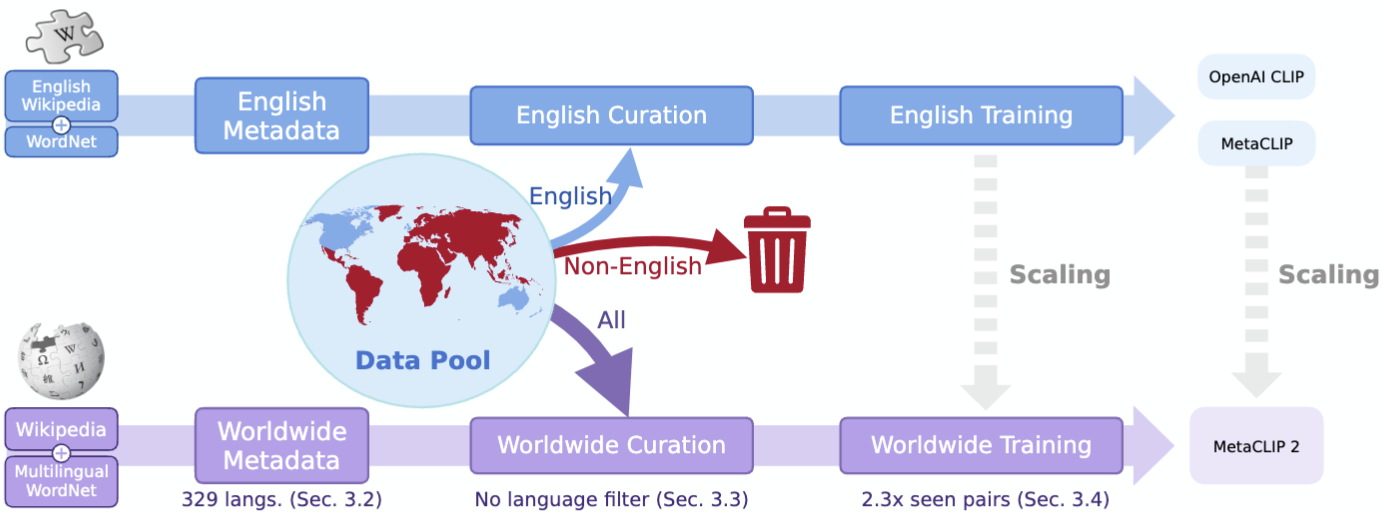 W
English
Wikipedia
+
WordNet
English
Metadata
English Curation
English Training
OpenAI CLIP
MetaCLIP
English
Non-English
All
Data Pool
Scaling
Scaling
Ω
W
И
Wikipedia
+
Multilingual
WordNet
Worldwide
Metadata
329 langs. (Sec. 3.2)
Worldwide Curation
No language filter (Sec. 3.3)
Worldwide Training
2.3x seen pairs (Sec. 3.4)
MetaCLIP 2